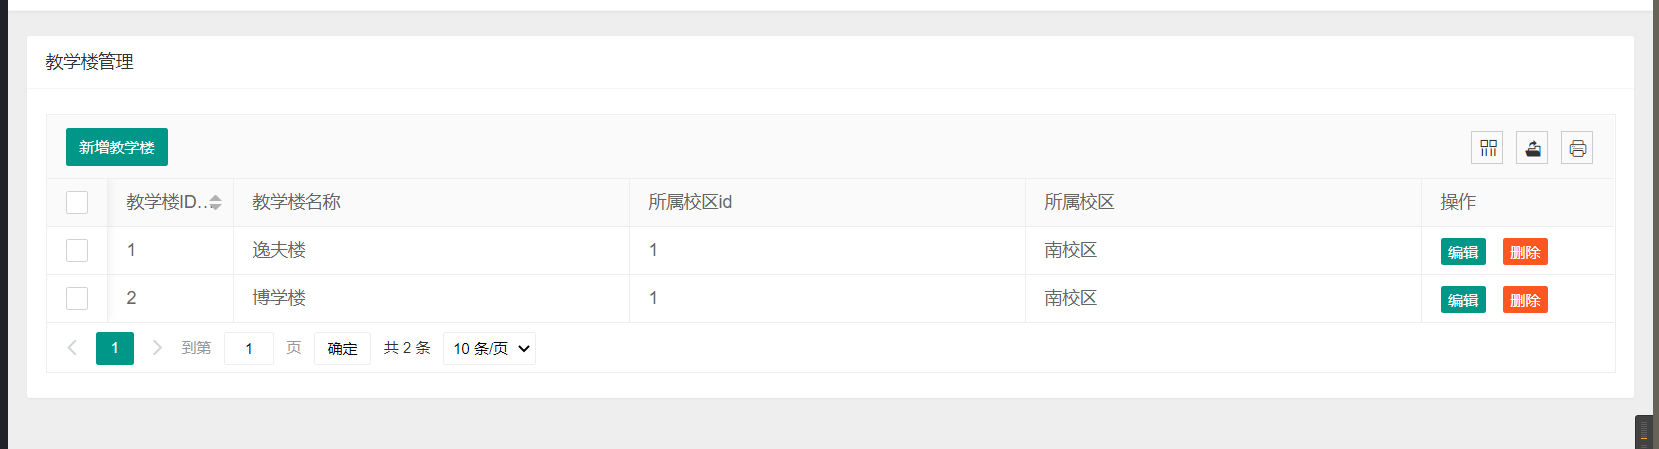 教学楼管理
新增教学楼
教学楼ID... 教学楼名称 所属校区id 所属校区 操作
1 逸夫楼 1 南校区 编辑 删除
2 博学楼 1 南校区 编辑 删除
1 到第 1 页 确定 共 2 条 10 条/页